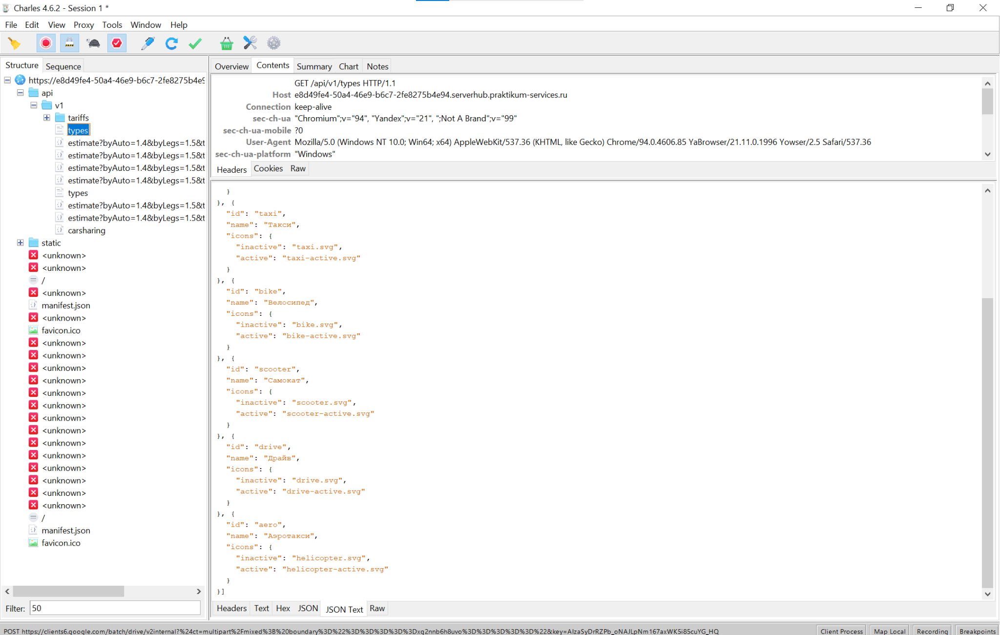 Charles 4.6.2 - Session 1 *
File Edit View Proxy Tools Window Help
Structure Sequence
https://e8d49fe4-50a4-46e9-b6c7-2fe8275b4e9
api
v1
tariffs
types
estimate?byAuto=1.4&byLegs=1.5&t
estimate?byAuto=1.4&byLegs=1.5&t
estimate?byAuto=1.4&byLegs=1.5&t
estimate?byAuto=1.4&byLegs=1.5&t
types
estimate?byAuto=1.4&byLegs=1.5&t
estimate?byAuto=1.4&byLegs=1.5&t
carsharing
static
<unknown>
<unknown>
/
<unknown>
manifest.json
<unknown>
favicon.ico
<unknown>
<unknown>
<unknown>
<unknown>
<unknown>
<unknown>
<unknown>
<unknown>
<unknown>
<unknown>
<unknown>
<unknown>
<unknown>
<unknown>
/
manifest.json
favicon.ico
Filter: 50
Overview Contents Summary Chart Notes
GET /api/v1/types HTTP/1.1
Host e8d49fe4-50a4-46e9-b6c7-2fe8275b4e94.serverhub.praktikum-services.ru
Connection keep-alive
sec-ch-ua "Chromium";v="94", "Yandex";v="21", ";Not A Brand";v="99"
sec-ch-ua-mobile ?0
User-Agent Mozilla/5.0 (Windows NT 10.0; Win64; x64) AppleWebKit/537.36 (KHTML, like Gecko) Chrome/94.0.4606.85 YaBrowser/21.11.0.1996 Yowser/2.5 Safari/537.36
sec-ch-ua-platform "Windows"
Headers Cookies Raw
}
}, {
"id": "taxi",
"name": "Такси",
"icons": {
"inactive": "taxi.svg",
"active": "taxi-active.svg"
}
}, {
"id": "bike",
"name": "Велосипед",
"icons": {
"inactive": "bike.svg",
"active": "bike-active.svg"
}
}, {
"id": "scooter",
"name": "Самокат",
"icons": {
"inactive": "scooter.svg",
"active": "scooter-active.svg"
}
}, {
"id": "drive",
"name": "Драйв",
"icons": {
"inactive": "drive.svg",
"active": "drive-active.svg"
}
}, {
"id": "aero",
"name": "Аэротакси",
"icons": {
"inactive": "helicopter.svg",
"active": "helicopter-active.svg"
}
}]
Headers Text Hex JSON JSON Text Raw
POST https://clients6.google.com/batch/drive/v2internal?%24ct=multipart%2Fmixed%3B%20boundary%3D%22%3D%3D%3D%3D%3Dxg2nnb6h8uvo%3D%3D%3D%3D%3D%22&key=AIzaSyDrRZPb_oNAJLpNm167axWK5i85cuYG_HQ
Client Process Map Local Recording Breakpoints